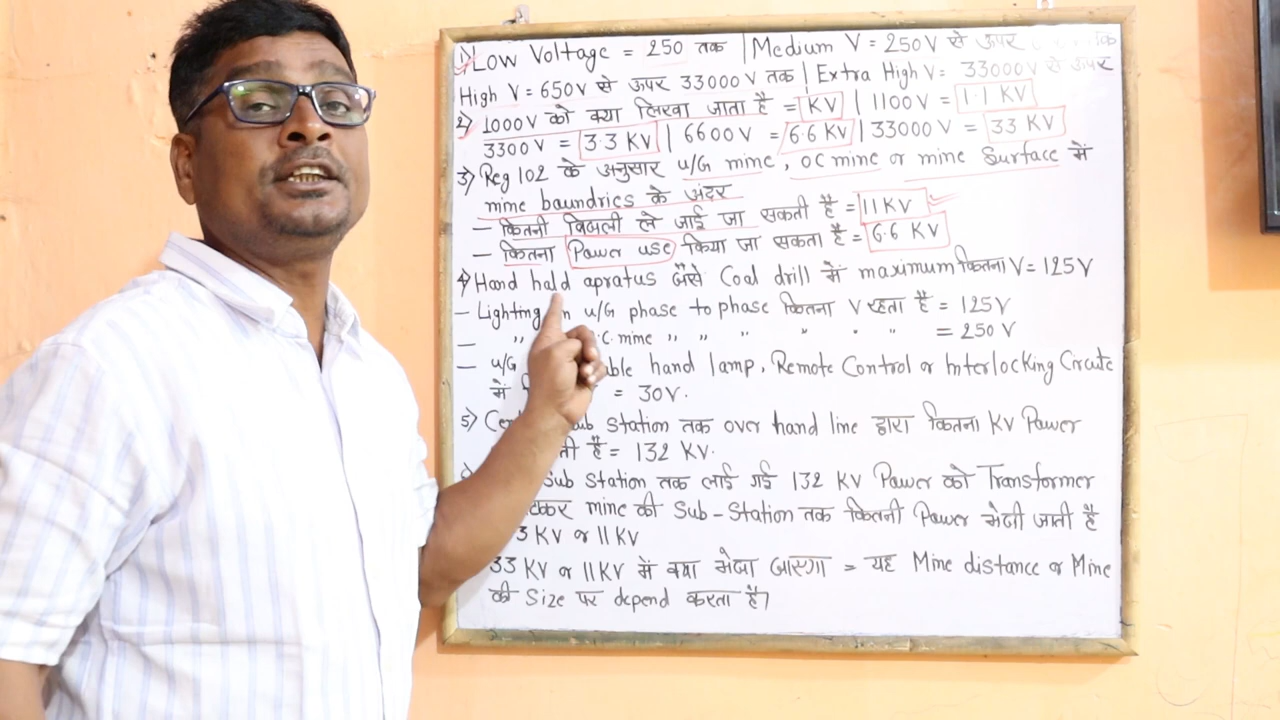 1) Low Voltage = 250 तक | Medium V = 250V से ऊपर
High V = 650V से ऊपर 33000V तक | Extra High V = 33000V से ऊपर
2) 1000V को क्या लिखा जाता है = KV | 1100V = 1.1 KV
3300V = 3.3 KV | 6600V = 6.6 KV | 33000V = 33 KV
3) Reg 102 के अनुसार u/G mine, OC mine or mine Surface में
mine baundries के अंदर
- कितनी बिजली ले जाई जा सकती है = 11 KV
- कितना Power use किया जा सकता है = 6.6 KV
4) Hand hald apratus जैसे Coal drill में maximum कितना V = 125V
- Lighting u/G phase to phase कितना V रहता है = 125V
- " C. mine " " " " " = 250V
- u/G able hand lamp, Remote Control or Interlocking Circute
में = 30V.
5) Sub Station तक over hand line द्वारा कितना KV Power
है = 132 KV.
Sub Station तक लाई गई 132 KV Power को Transformer
mine की Sub-Station तक कितनी Power भेजी जाती है
3 KV or 11 KV
33 KV or 11 KV में क्या भेजा जाएगा = यह Mine distance or Mine
की Size पर depend करता है।